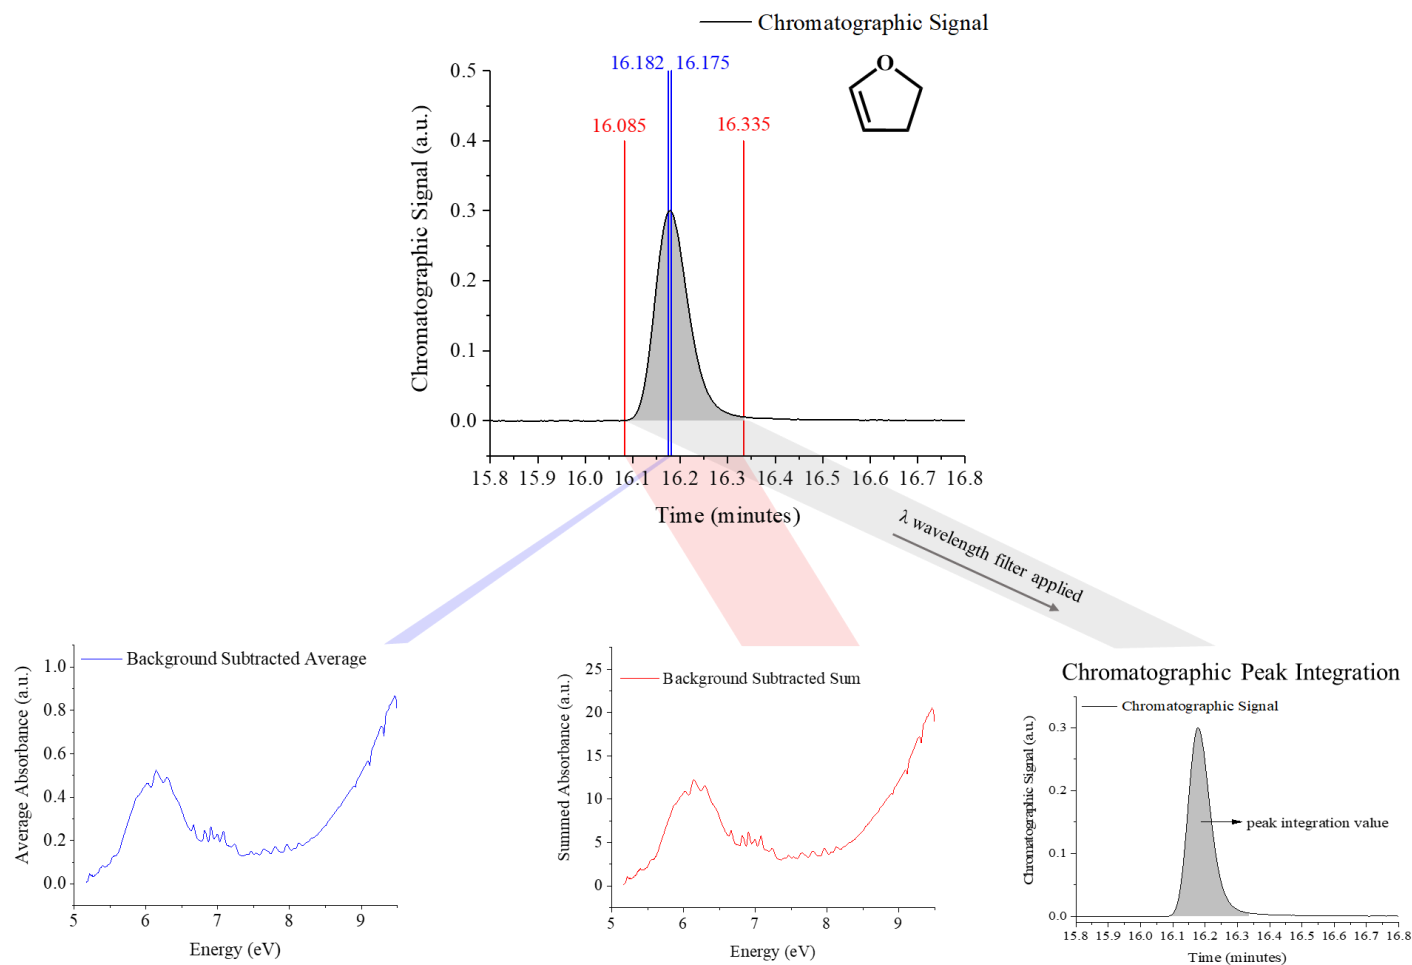 Chromatographic Signal
16.182 16.175
O
16.085
16.335
Chromatographic Signal (a.u.)
0.5
0.4
0.3
0.2
0.1
0.0
15.8 15.9 16.0 16.1 16.2 16.3 16.4 16.5 16.6 16.7 16.8
Time (minutes)
λ wavelength filter applied
Background Subtracted Average
Average Absorbance (a.u.)
1.0
0.8
0.6
0.4
0.2
0.0
5 6 7 8 9
Energy (eV)
Background Subtracted Sum
Summed Absorbance (a.u.)
25
20
15
10
5
0
5 6 7 8 9
Energy (eV)
Chromatographic Peak Integration
Chromatographic Signal
Chromatographic Signal (a.u.)
0.3
0.2
0.1
0.0
peak integration value
15.8 15.9 16.0 16.1 16.2 16.3 16.4 16.5 16.6 16.7 16.8
Time (minutes)